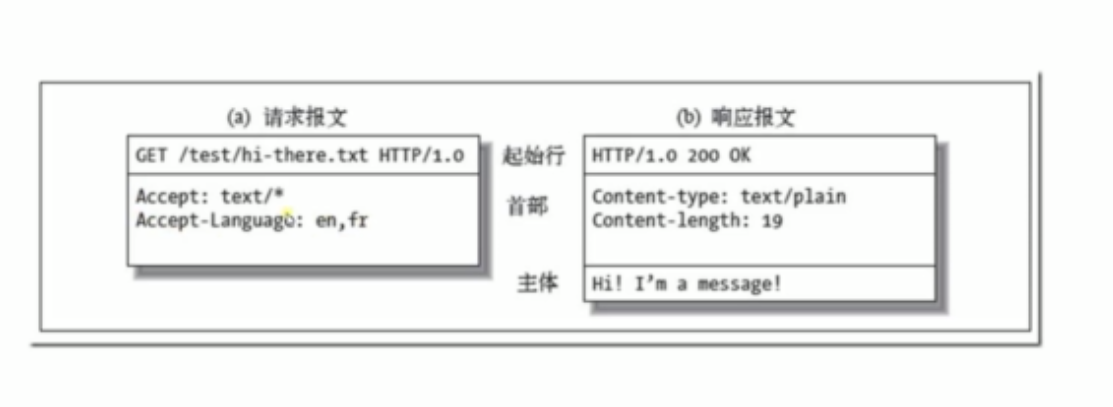 (a) 请求报文
(b) 响应报文
GET /test/hi-there.txt HTTP/1.0
起始行
HTTP/1.0 200 OK
Accept: text/*
Accept-Language: en,fr
首部
Content-type: text/plain
Content-length: 19
主体
Hi! I’m a message!